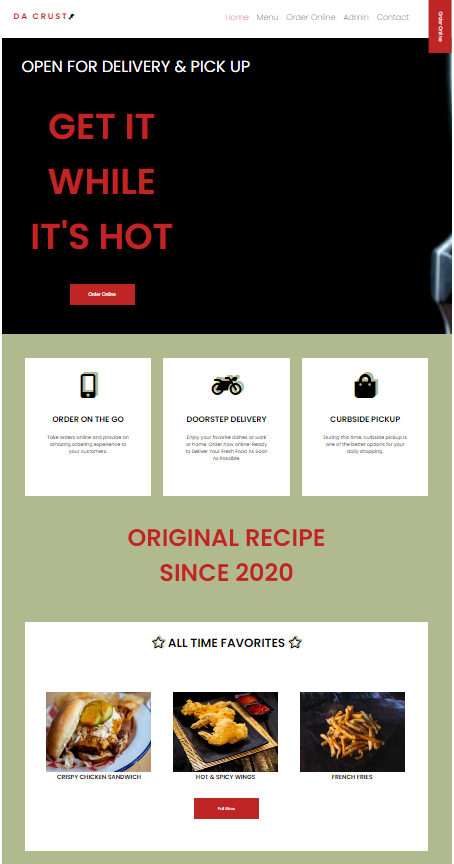 DA CRUST
Home Menu Order Online Admin Contact
Order Online
OPEN FOR DELIVERY & PICK UP
GET IT
WHILE
IT'S HOT
Order Online
ORDER ON THE GO
Take orders online and provide an
amazing ordering experience to
your customers.
DOORSTEP DELIVERY
Enjoy your favorite dishes at work
or home. Order now online! Ready
to Deliver Your Fresh Food As Soon
As Possible.
CURBSIDE PICKUP
During this time, curbside pickup is
one of the better options for your
daily shopping.
ORIGINAL RECIPE
SINCE 2020
ALL TIME FAVORITES
CRISPY CHICKEN SANDWICH
HOT & SPICY WINGS
FRENCH FRIES
Full Menu